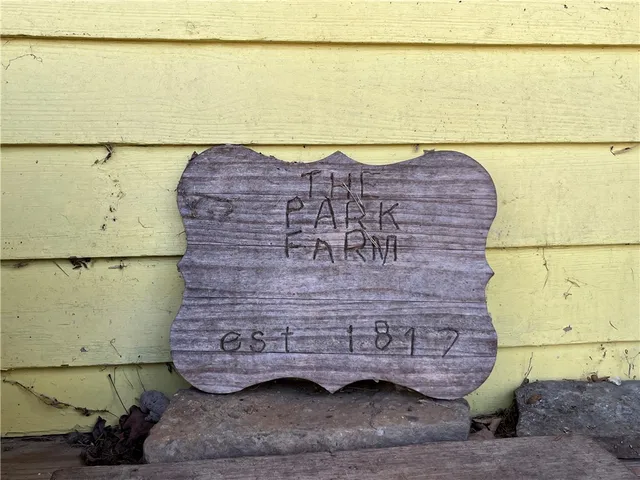 THE
PARK
FARM
est 1817